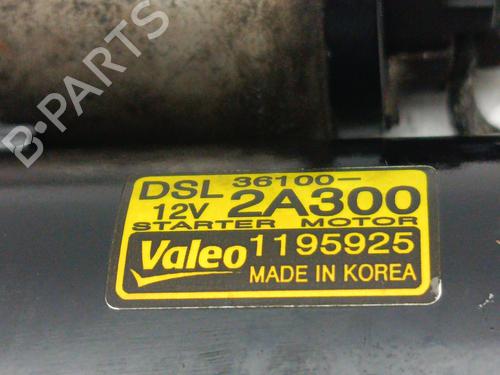 B-PARTS
DSL 36100-
12V 2A300
STARTER MOTOR
Valeo 1195925
MADE IN KOREA